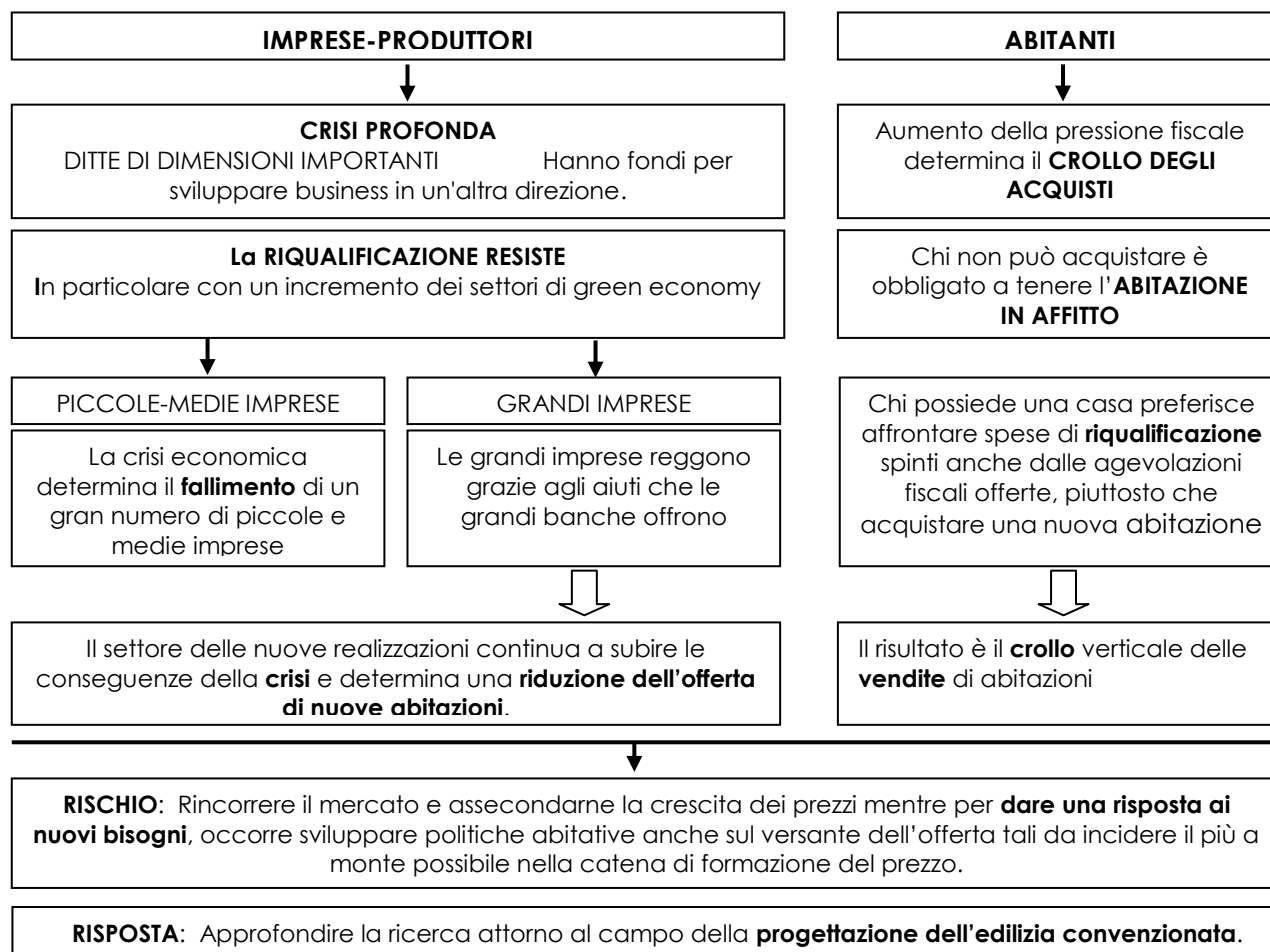 IMPRESE-PRODUTTORI
ABITANTI
CRISI PROFONDA
DITTE DI DIMENSIONI IMPORTANTI Hanno fondi per
sviluppare business in un'altra direzione.
Aumento della pressione fiscale
determina il CROLLO DEGLI
ACQUISTI
La RIQUALIFICAZIONE RESISTE
In particolare con un incremento dei settori di green economy
Chi non può acquistare è
obbligato a tenere l'ABITAZIONE
IN AFFITTO
PICCOLE-MEDIE IMPRESE
La crisi economica
determina il fallimento di un
gran numero di piccole e
medie imprese
GRANDI IMPRESE
Le grandi imprese reggono
grazie agli aiuti che le
grandi banche offrono
Chi possiede una casa preferisce
affrontare spese di riqualificazione
spinti anche dalle agevolazioni
fiscali offerte, piuttosto che
acquistare una nuova abitazione
Il settore delle nuove realizzazioni continua a subire le
conseguenze della crisi e determina una riduzione dell'offerta
di nuove abitazioni.
Il risultato è il crollo verticale delle
vendite di abitazioni
RISCHIO: Rincorrere il mercato e assecondarne la crescita dei prezzi mentre per dare una risposta ai
nuovi bisogni, occorre sviluppare politiche abitative anche sul versante dell'offerta tali da incidere il più a
monte possibile nella catena di formazione del prezzo.
RISPOSTA: Approfondire la ricerca attorno al campo della progettazione dell'edilizia convenzionata.